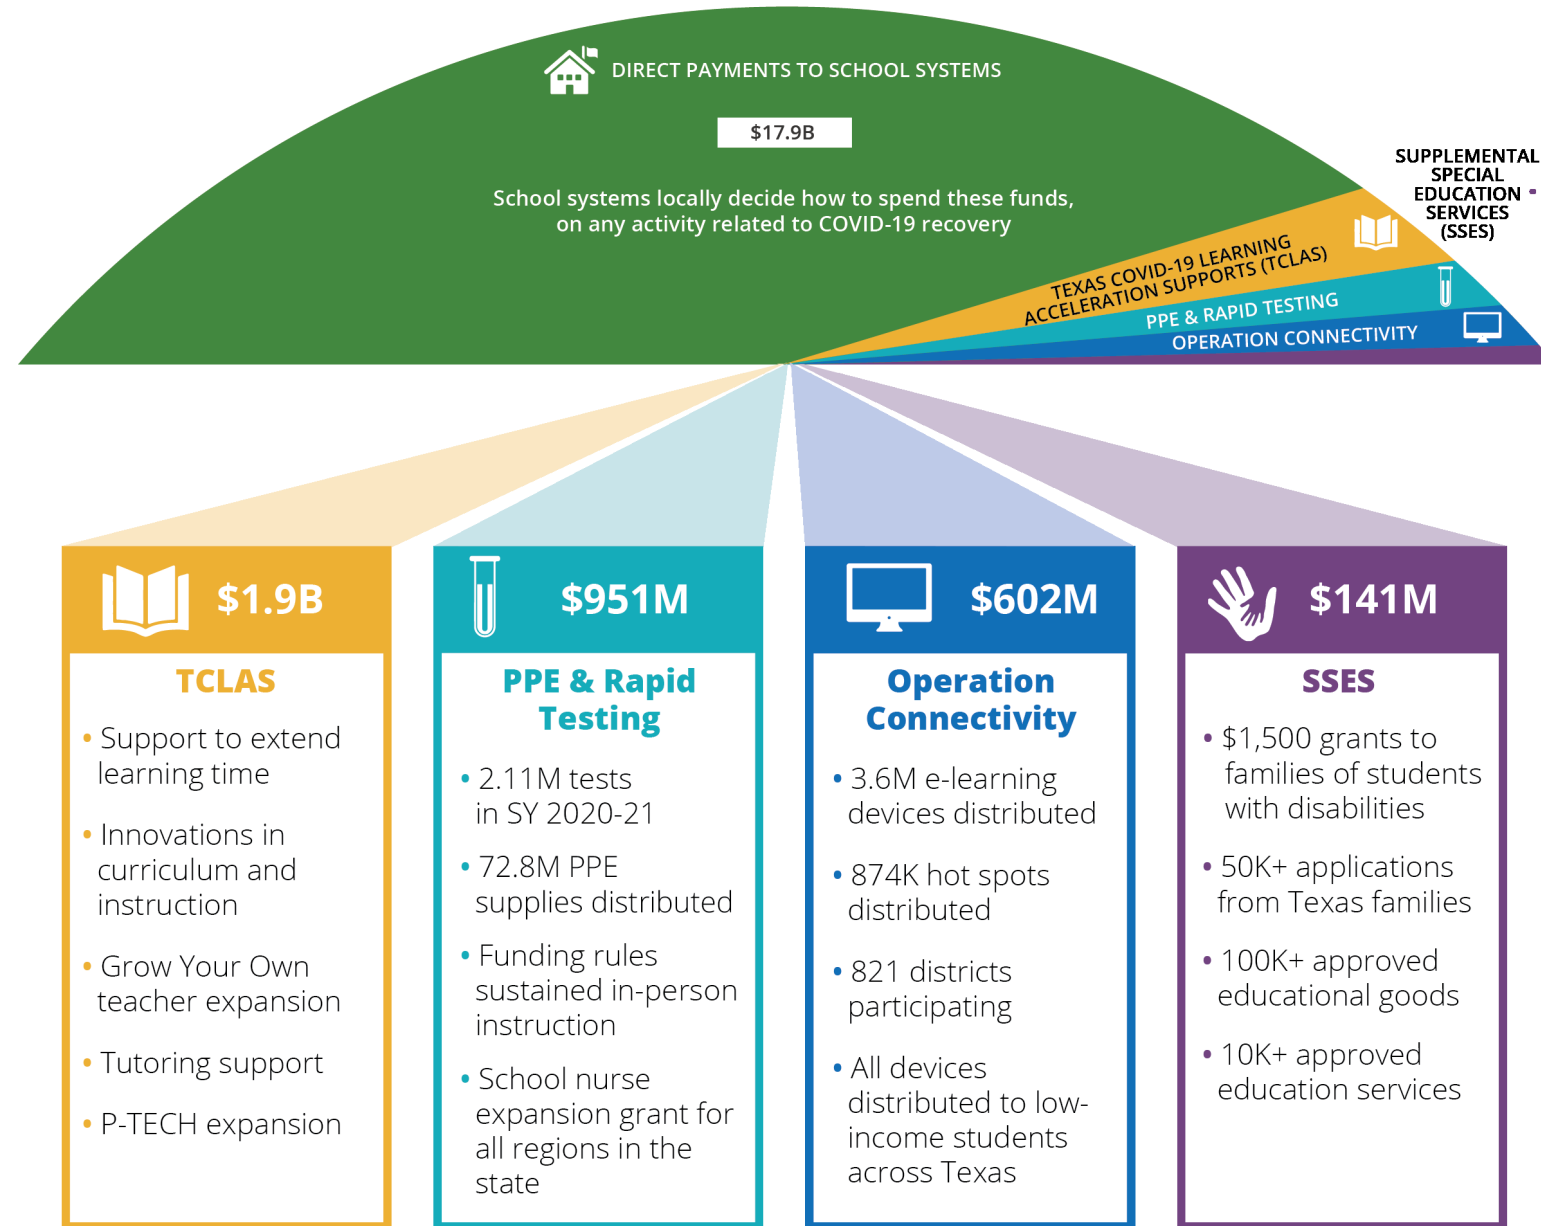 DIRECT PAYMENTS TO SCHOOL SYSTEMS
$17.9B
School systems locally decide how to spend these funds,
on any activity related to COVID-19 recovery
SUPPLEMENTAL
SPECIAL
EDUCATION
SERVICES
(SSES)
TEXAS COVID-19 LEARNING
ACCELERATION SUPPORTS (TCLAS)
PPE & RAPID TESTING
OPERATION CONNECTIVITY
$1.9B
TCLAS
• Support to extend
learning time
• Innovations in
curriculum and
instruction
• Grow Your Own
teacher expansion
• Tutoring support
• P-TECH expansion
$951M
PPE & Rapid
Testing
• 2.11M tests
in SY 2020-21
• 72.8M PPE
supplies distributed
• Funding rules
sustained in-person
instruction
• School nurse
expansion grant for
all regions in the
state
$602M
Operation
Connectivity
• 3.6M e-learning
devices distributed
• 874K hot spots
distributed
• 821 districts
participating
• All devices
distributed to low-
income students
across Texas
$141M
SSES
• $1,500 grants to
families of students
with disabilities
• 50K+ applications
from Texas families
• 100K+ approved
educational goods
• 10K+ approved
education services